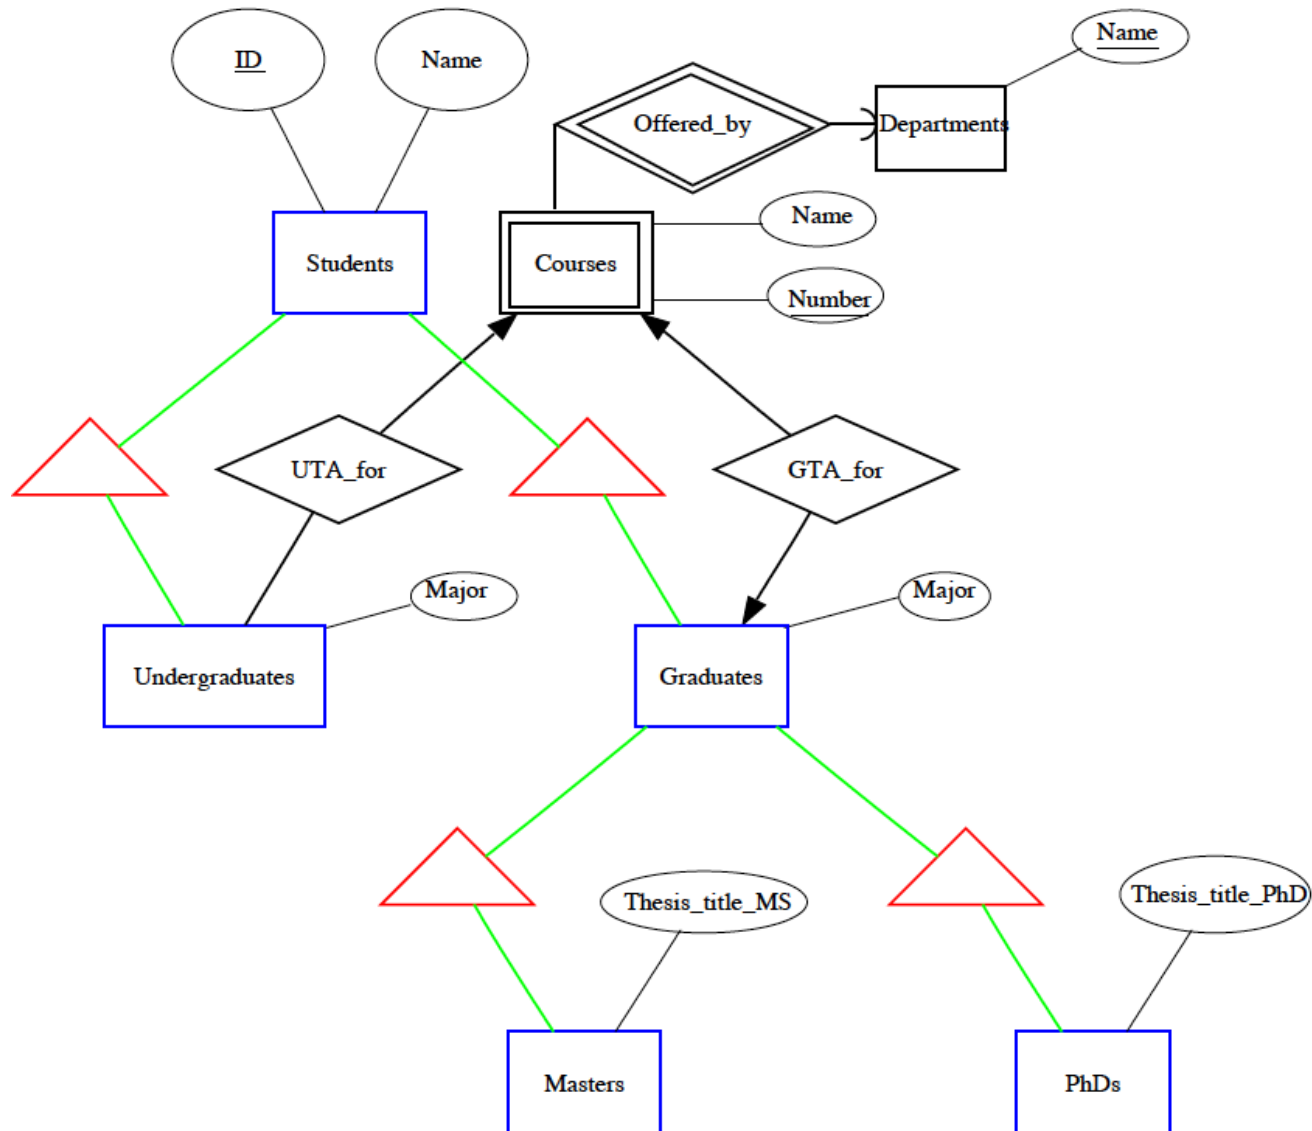 Name
ID
Name
Offered_by
Departments
Name
Students
Courses
Number
UTA_for
GTA_for
Major
Major
Undergraduates
Graduates
Thesis_title_MS
Thesis_title_PhD
Masters
PhDs